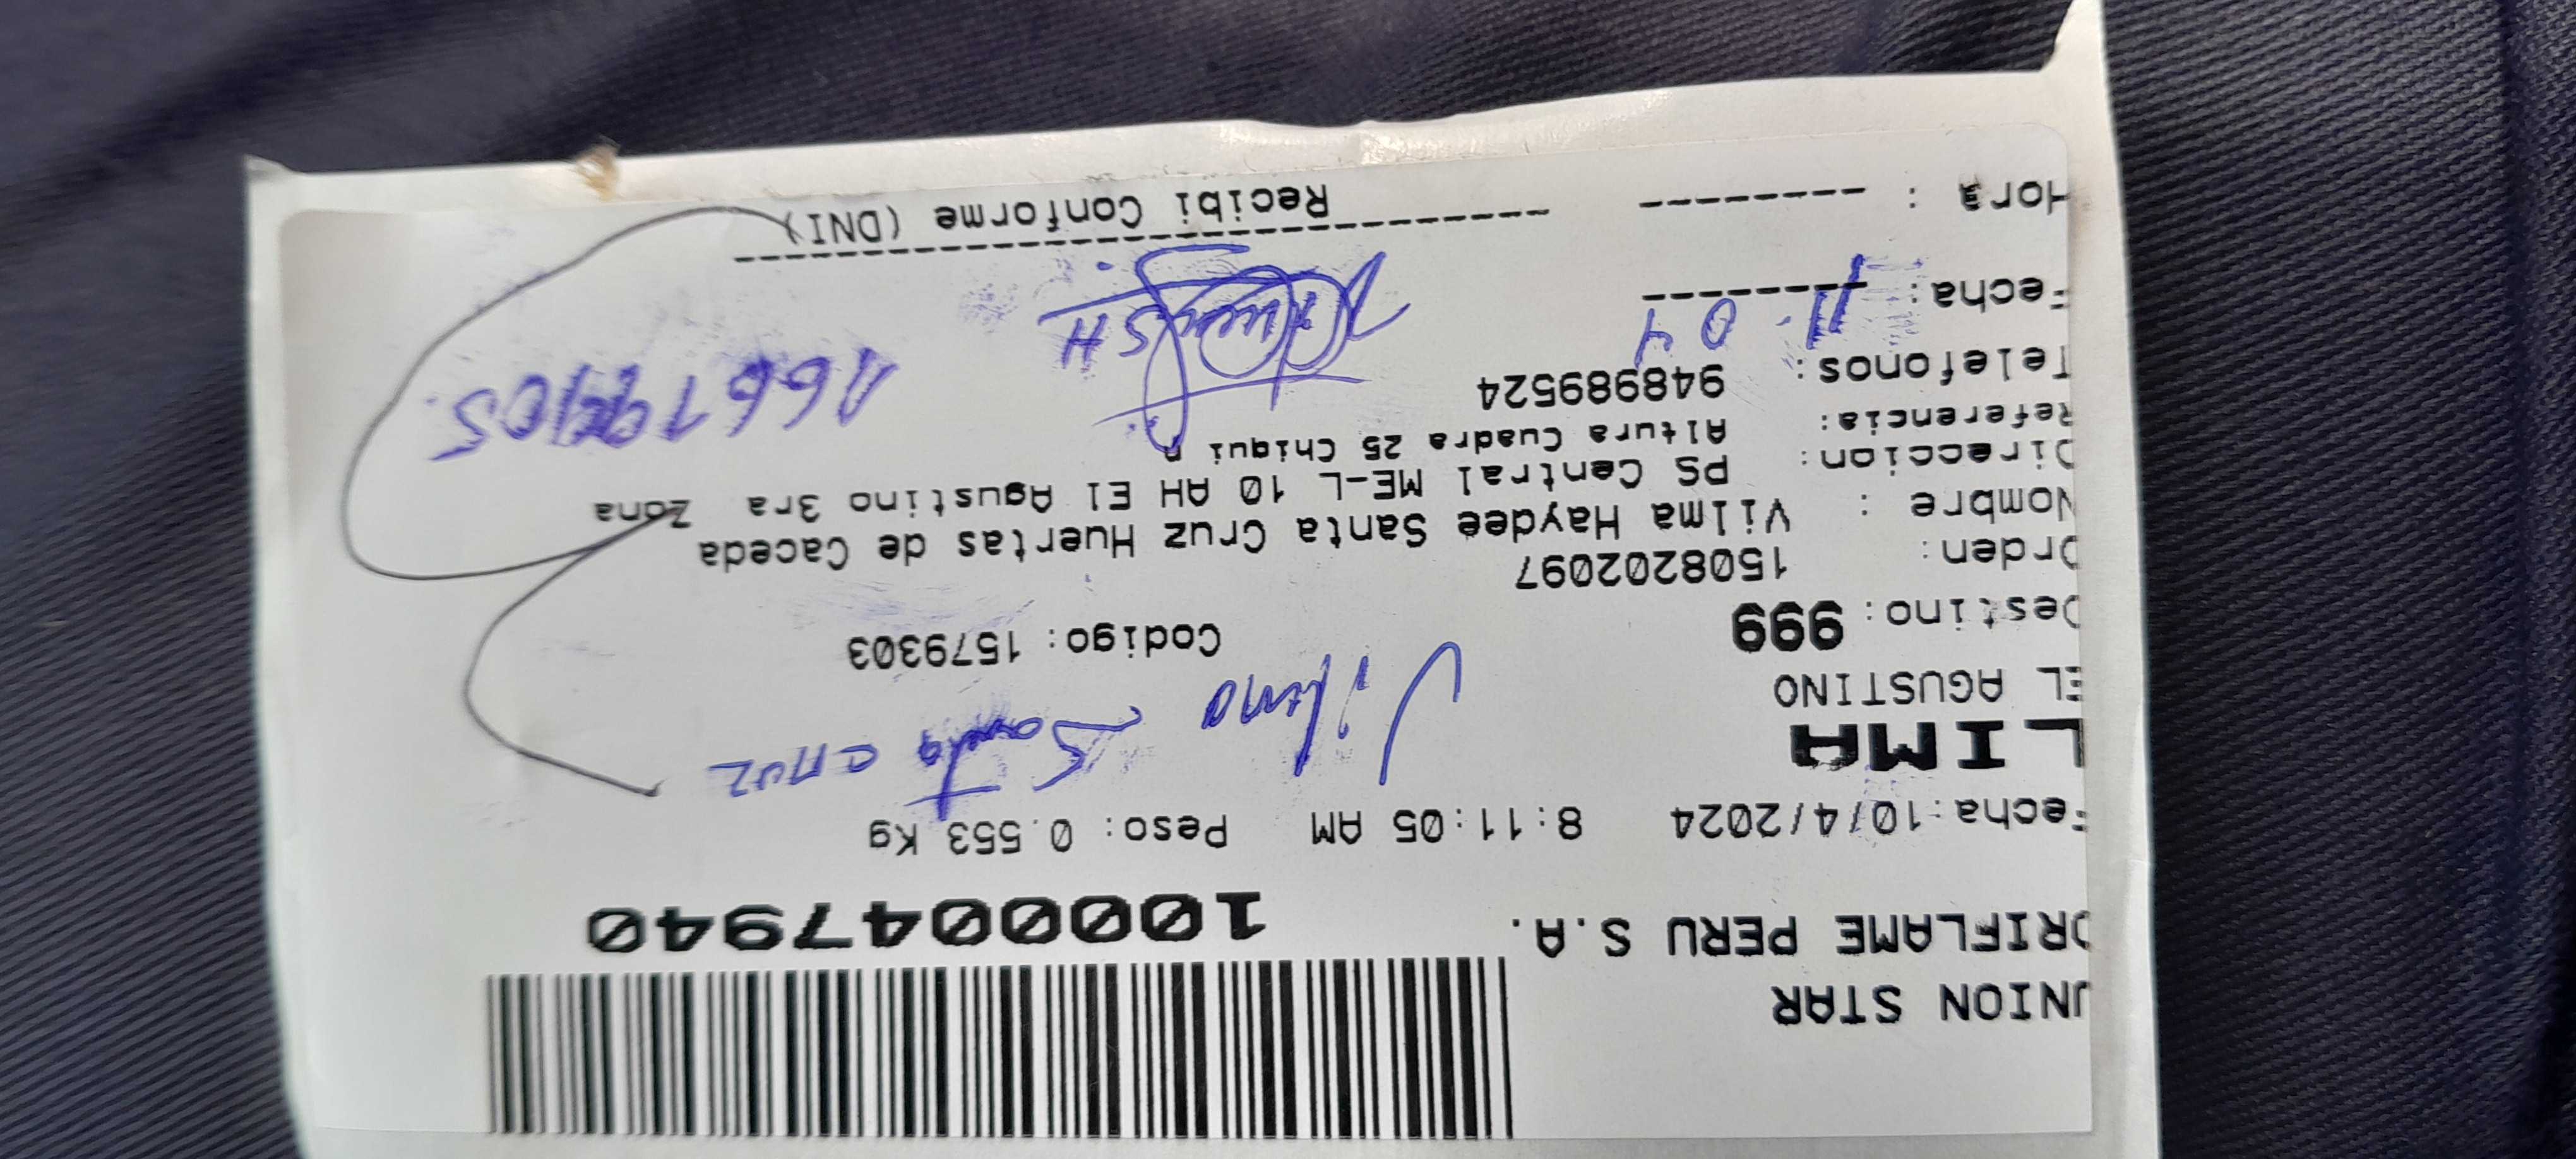 UNION STAR
ORIFLAME PERU S.A.
1000047940
Fecha:10/4/2024 8:11:05 AM Peso: 0.553 Kg
LIMA
EL AGUSTINO
Vilma Santa cruz
Destino: 999
Codigo: 1579303
Orden: 1508202097
Nombre : Vilma Haydee Santa Cruz Huertas de Caceda
Direccion: PS Central ME-L 10 AH El Agustino 3ra Zona
Referencia: Altura Cuadra 25 Chiqui
Telefonos: 948989524
Fecha: 11. 04
Hora :
Recibi Conforme (DNI)